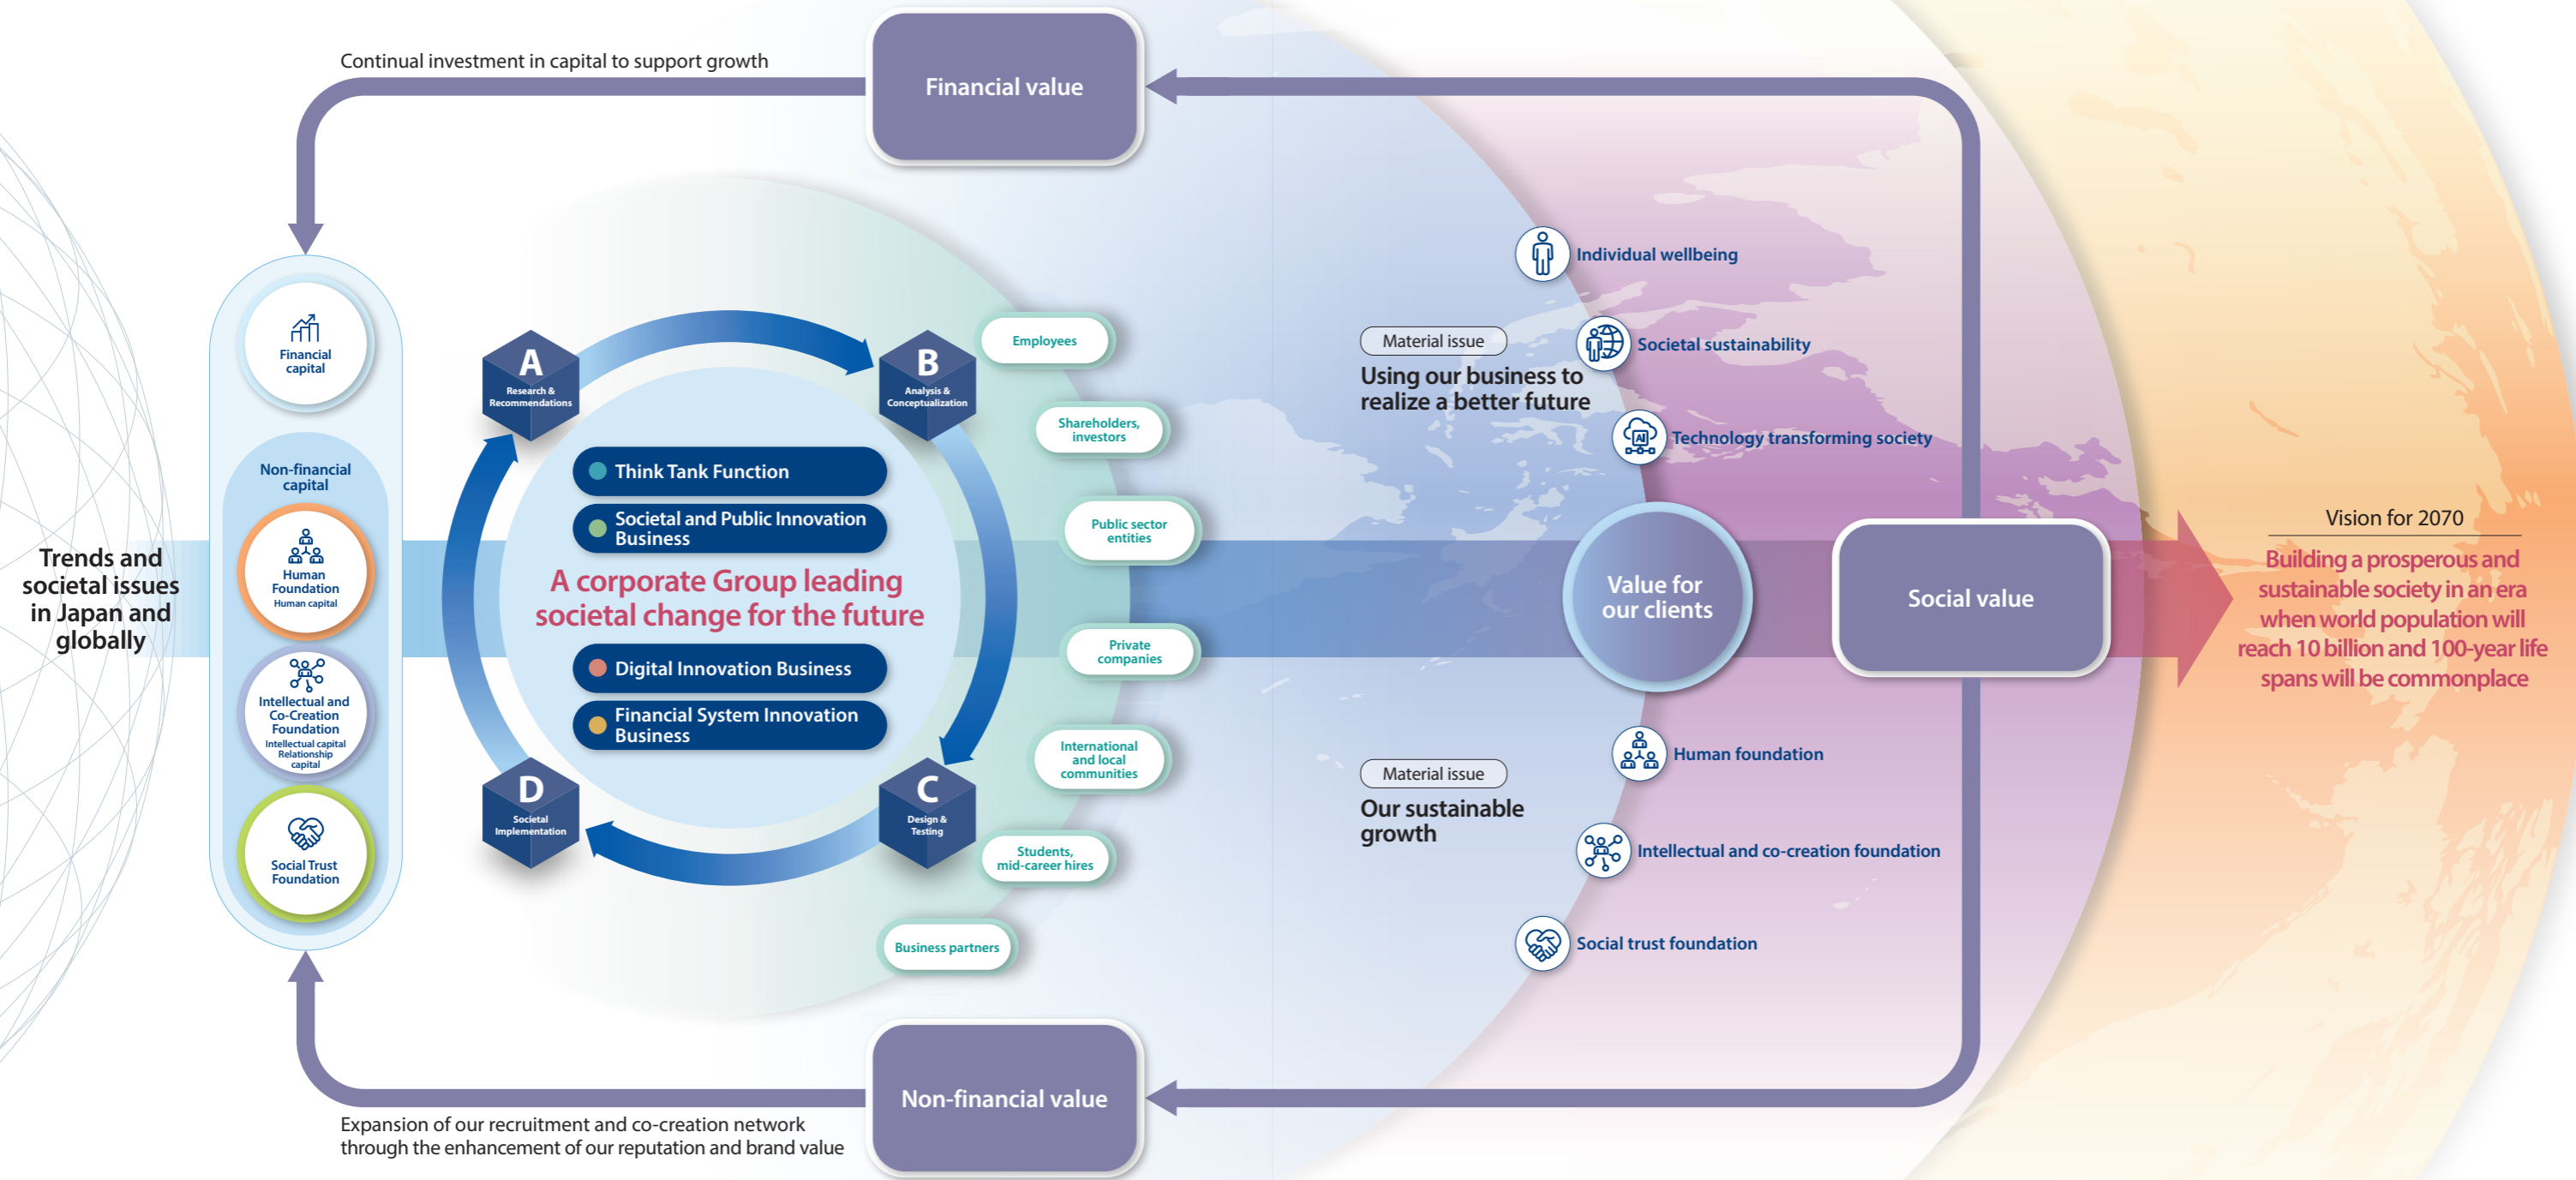 Continual investment in capital to support growth
Financial value
Trends and
societal issues
in Japan and
globally
Financial
capital
Non-financial
capital
Human
Foundation
Human capital
Intellectual and
Co-Creation
Foundation
Intellectual capital
Relationship
capital
Social Trust
Foundation
A
Research &
Recommendations
B
Analysis &
Conceptualization
C
Design &
Testing
D
Societal
Implementation
Think Tank Function
Societal and Public Innovation
Business
A corporate Group leading
societal change for the future
Digital Innovation Business
Financial System Innovation
Business
Employees
Shareholders,
investors
Public sector
entities
Private
companies
International
and local
communities
Students,
mid-career hires
Business partners
Material issue
Using our business to
realize a better future
Individual wellbeing
Societal sustainability
AI
Technology transforming society
Value for
our clients
Social value
Material issue
Our sustainable
growth
Human foundation
Intellectual and co-creation foundation
Social trust foundation
Vision for 2070
Building a prosperous and
sustainable society in an era
when world population will
reach 10 billion and 100-year life
spans will be commonplace
Non-financial value
Expansion of our recruitment and co-creation network
through the enhancement of our reputation and brand value